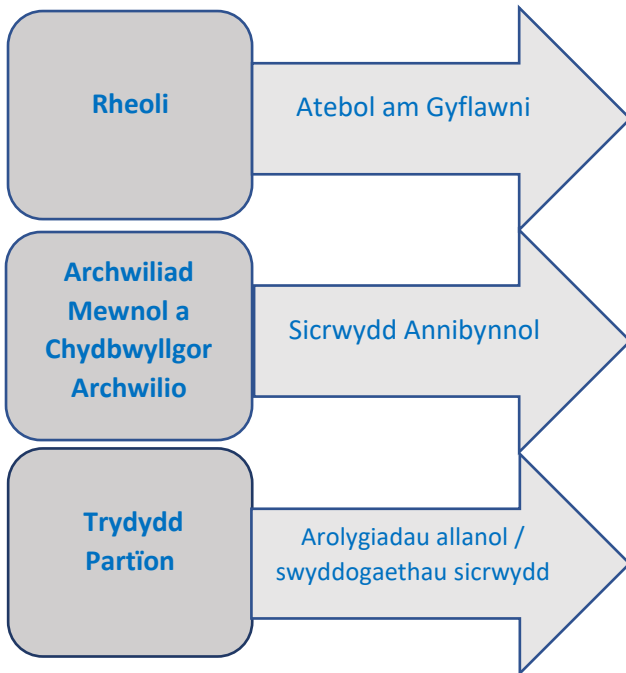 Rheoli
Atebol am Gyflawni
Archwiliad
Mewnol a
Chydbwyllgor
Archwilio
Sicrwydd Annibynnol
Trydydd
Partïon
Arolygiadau allanol /
swyddogaethau sicrwydd